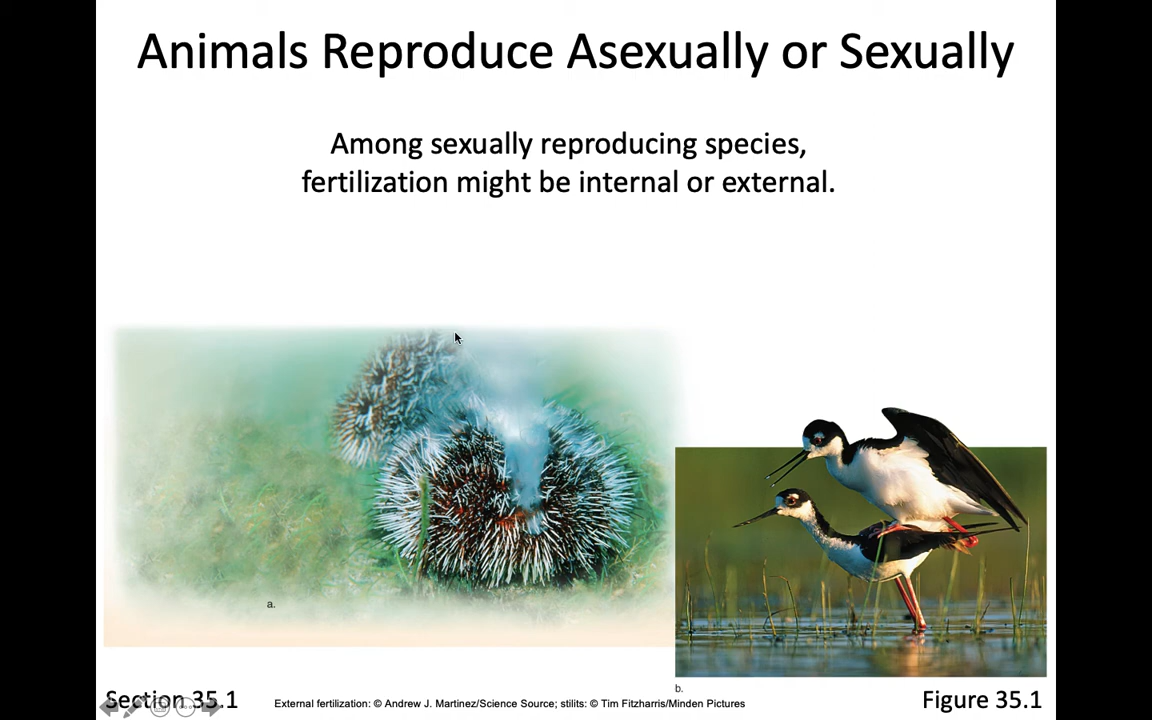 Animals Reproduce Asexually or Sexually
Among sexually reproducing species,
fertilization might be internal or external.
a.
b.
Section 35.1
External fertilization: © Andrew J. Martinez/Science Source; stilits: © Tim Fitzharris/Minden Pictures
Figure 35.1